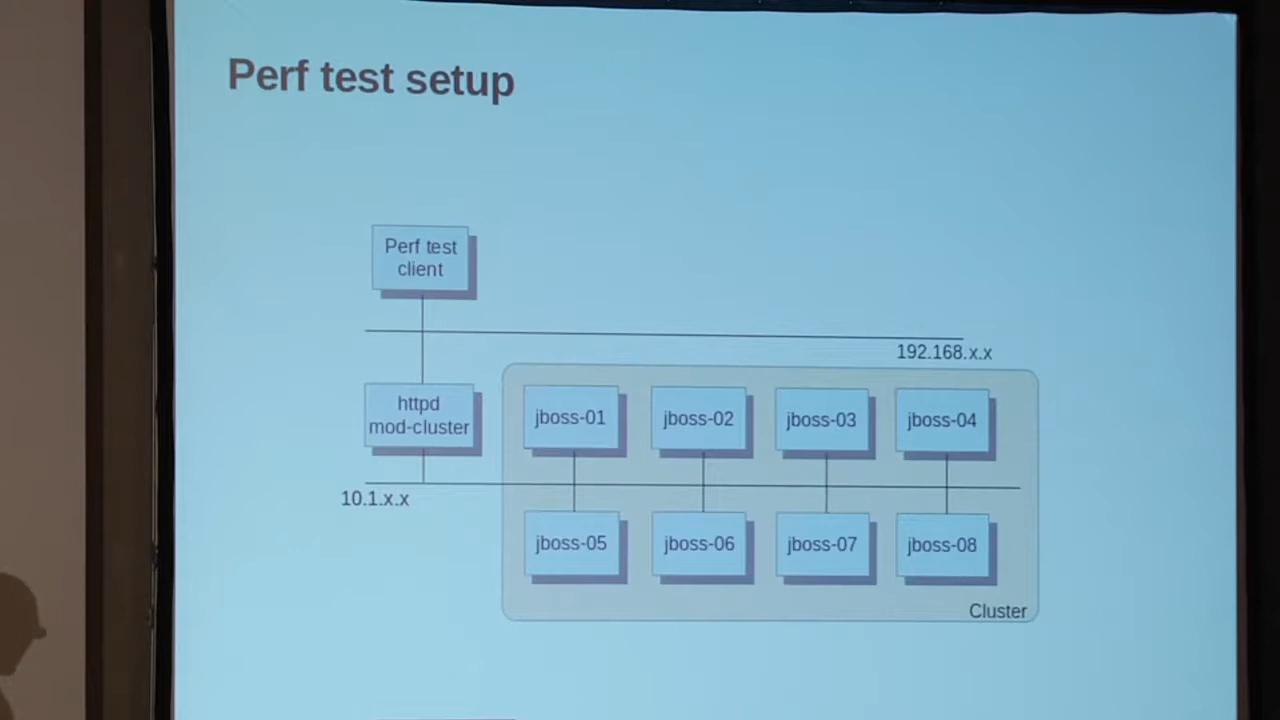 Perf test setup
Perf test
client
192.168.x.x
httpd
mod-cluster
jboss-01
jboss-02
jboss-03
jboss-04
10.1.x.x
jboss-05
jboss-06
jboss-07
jboss-08
Cluster